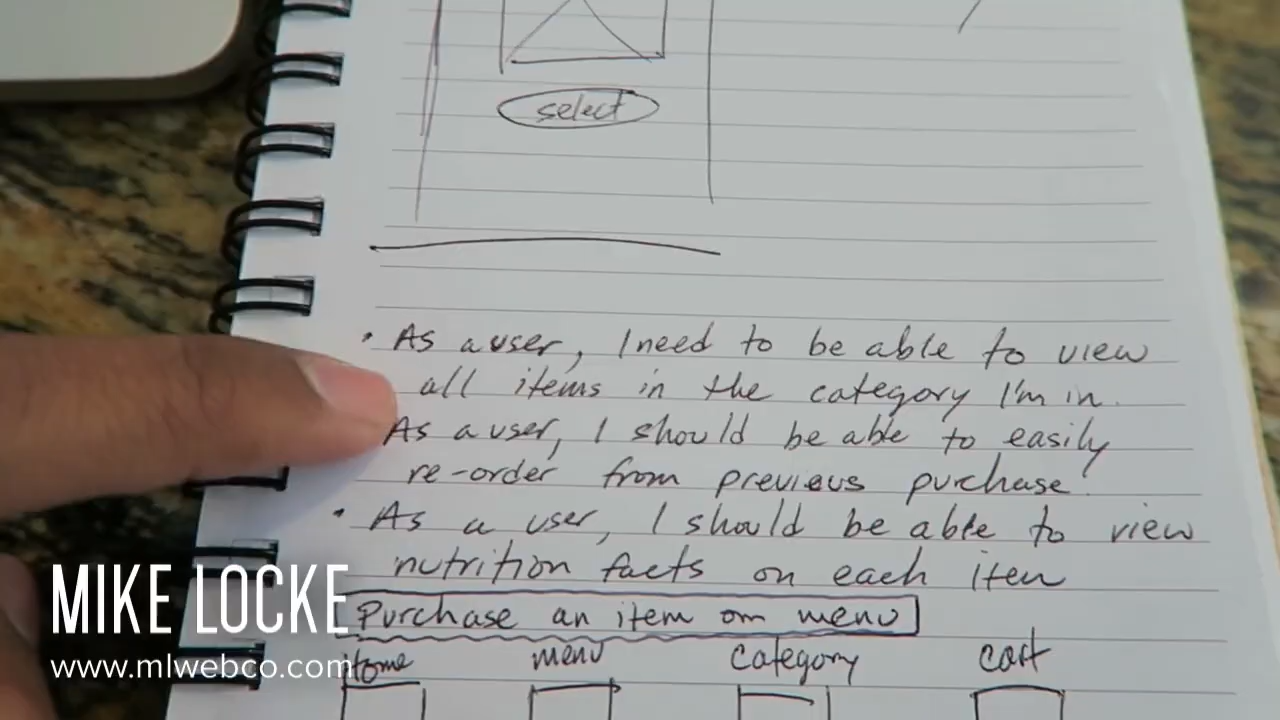 select
• As a user, I need to be able to view
all items in the category I'm in.
As a user, I should be able to easily
re-order from previous purchase.
• As a user, I should be able to view
nutrition facts on each item
Purchase an item om menu
Home menu category cart
MIKE LOCKE
www.mlwebco.com